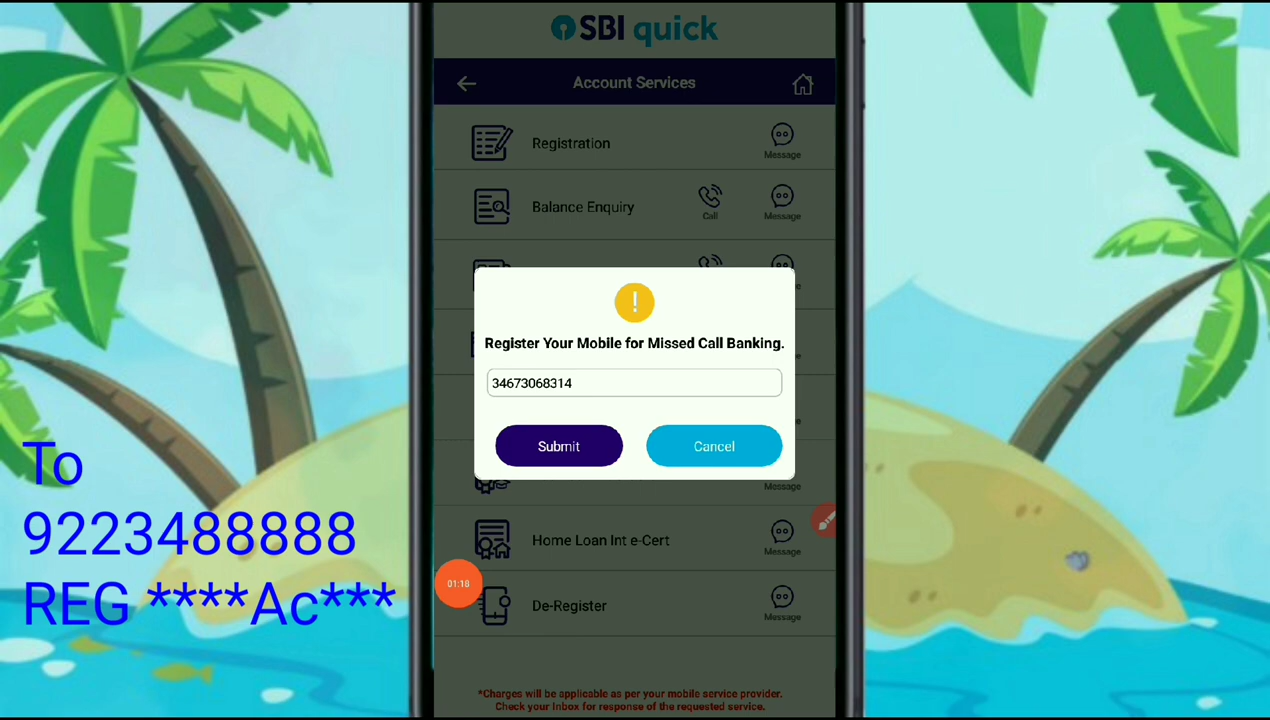 SBI quick
Account Services
Registration
Message
Balance Enquiry
Call
Message
Register Your Mobile for Missed Call Banking.
34673068314
Submit
Cancel
Message
Home Loan Int e-Cert
Message
De-Register
Message
*Charges will be applicable as per your mobile service provider.
Check your Inbox for response of the requested service.
01:18
To
9223488888
REG ****Ac***